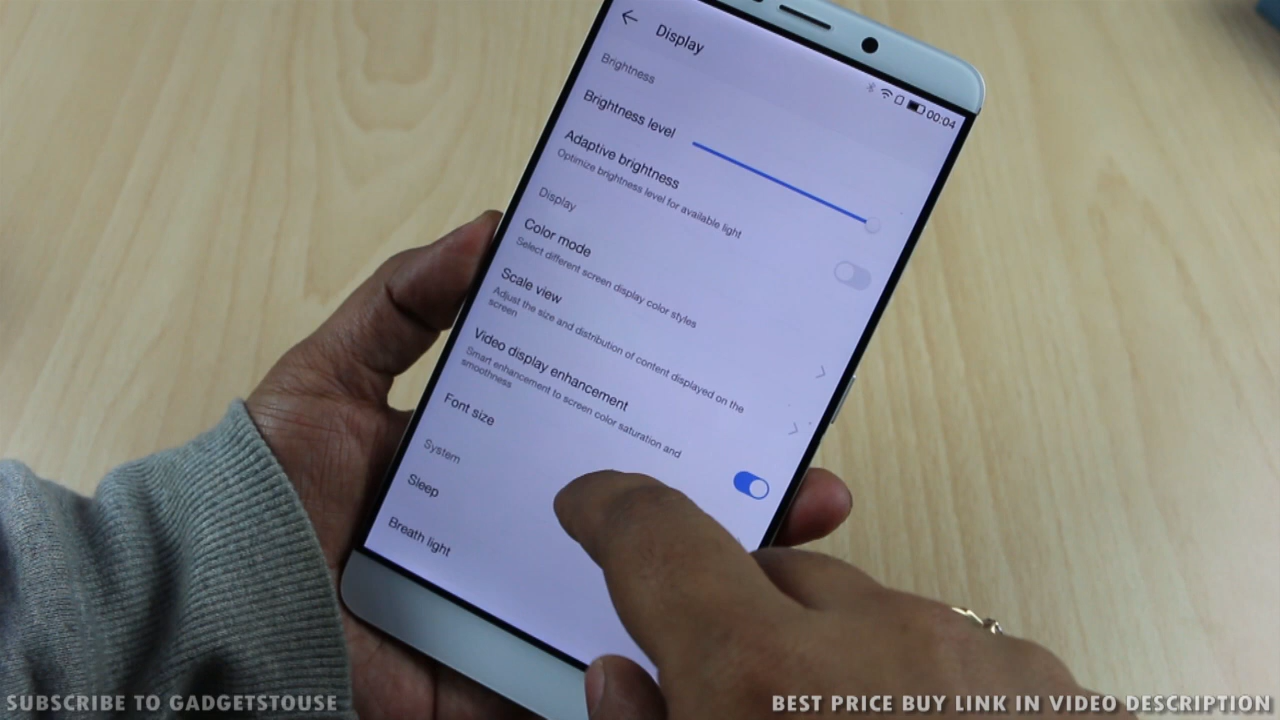 Display
00:04
Brightness
Brightness level
Adaptive brightness
Optimize brightness level for available light
Display
Color mode
Select different screen display color styles
Scale view
Adjust the size and distribution of content displayed on the
screen
Video display enhancement
Smart enhancement to screen color saturation and
smoothness
Font size
System
Sleep
Breath light
SUBSCRIBE TO GADGETSTOUSE
BEST PRICE BUY LINK IN VIDEO DESCRIPTION